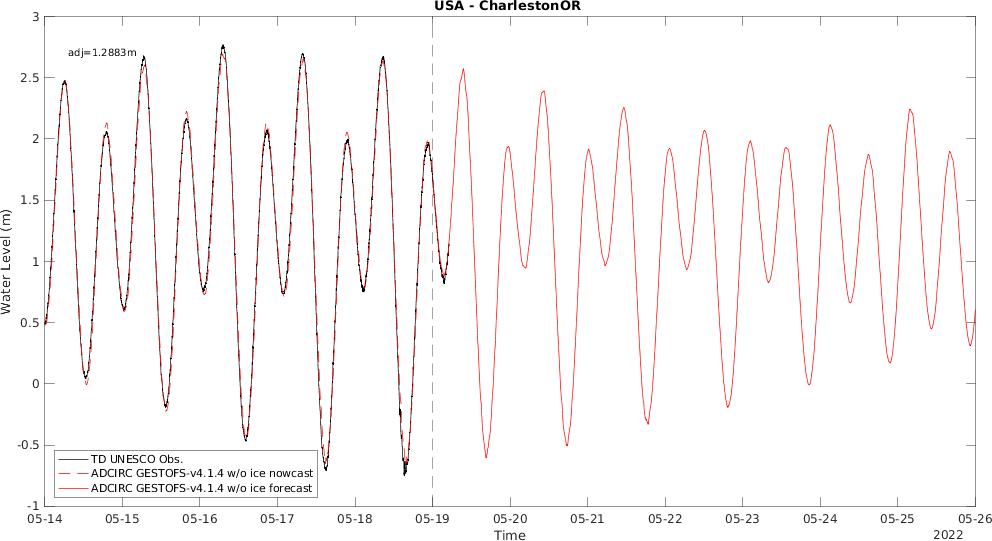 USA - CharlestonOR
adj=1.2883m
Water Level (m)
3
2.5
2
1.5
1
0.5
0
-0.5
-1
TD UNESCO Obs.
ADCIRC GESTOFS-v4.1.4 w/o ice nowcast
ADCIRC GESTOFS-v4.1.4 w/o ice forecast
05-14 05-15 05-16 05-17 05-18 05-19 05-20 05-21 05-22 05-23 05-24 05-25 05-26
Time
2022